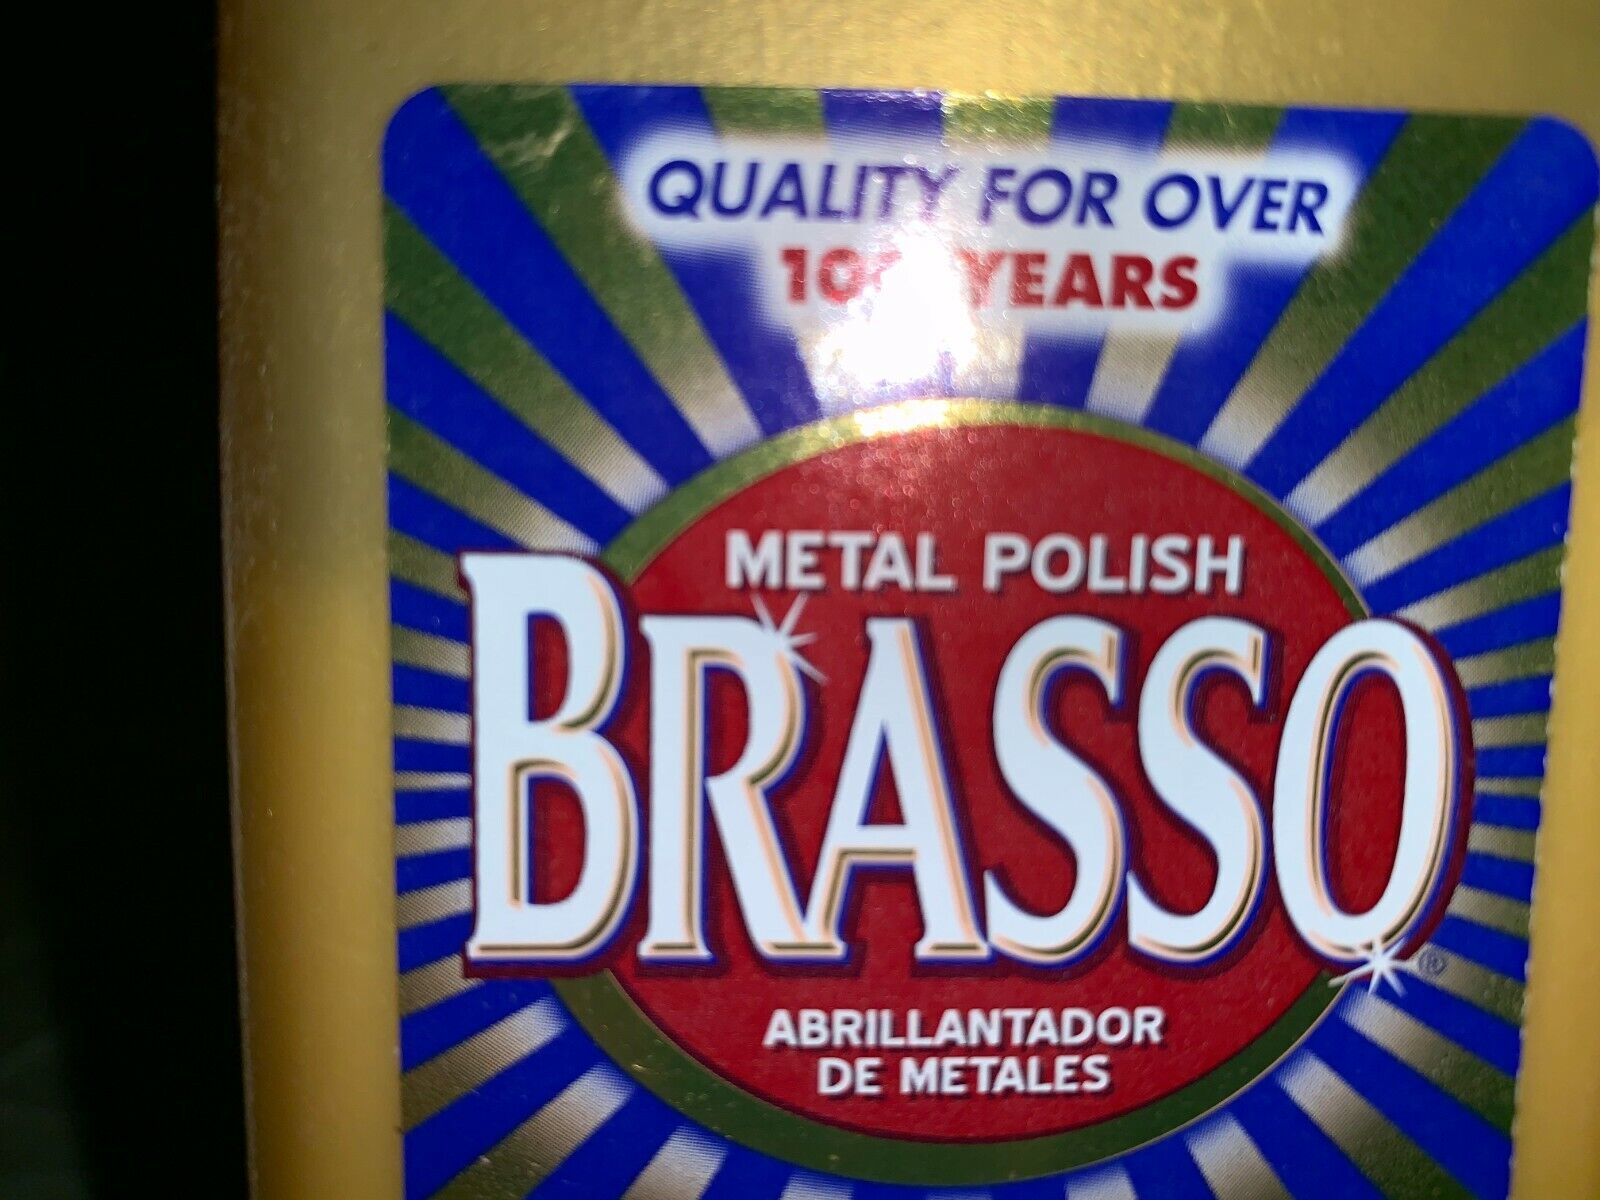 QUALITY FOR OVER
YEARS
METAL POLISH
BRASSO®
ABRILLANTADOR
DE METALES